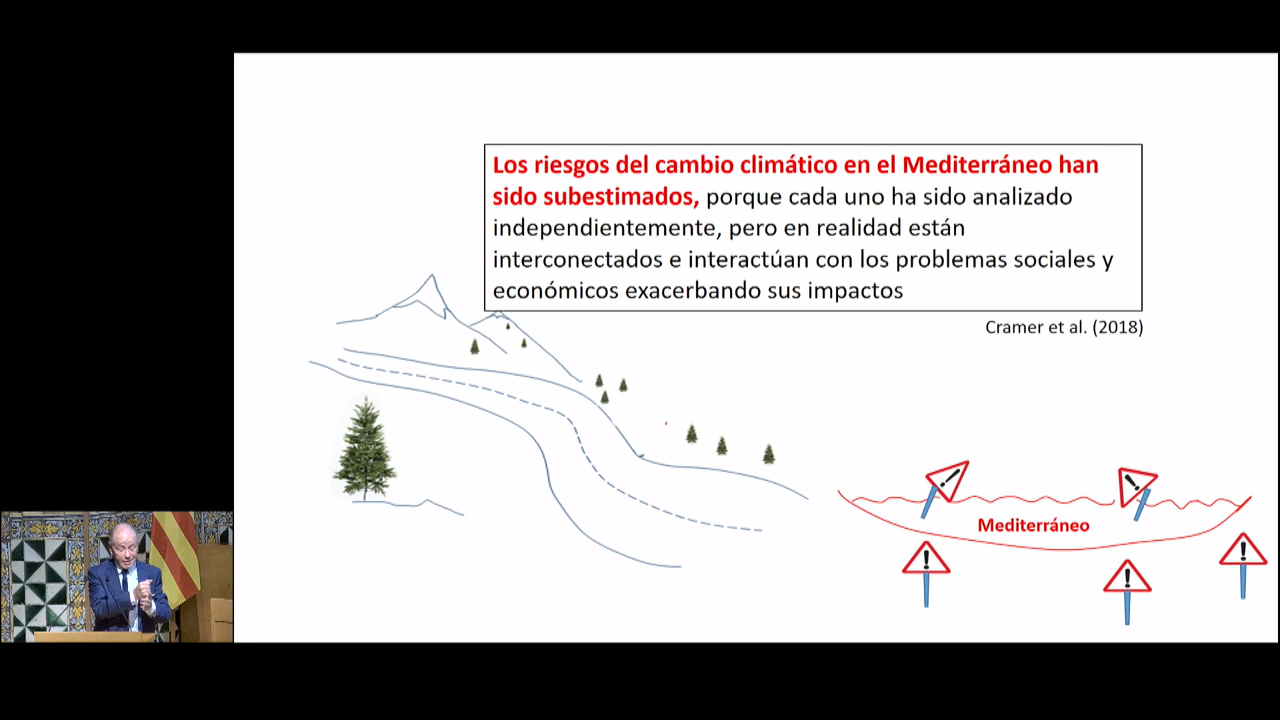 Los riesgos del cambio climático en el Mediterráneo han
sido subestimados, porque cada uno ha sido analizado
independientemente, pero en realidad están
interconectados e interactúan con los problemas sociales y
económicos exacerbando sus impactos
Cramer et al. (2018)
Mediterráneo